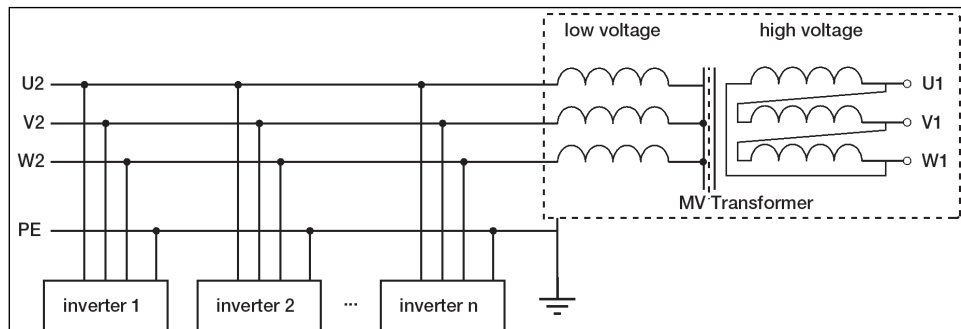 low voltage high voltage
U2 U1
V2 V1
W2 W1
MV Transformer
PE
inverter 1 inverter 2 ... inverter n